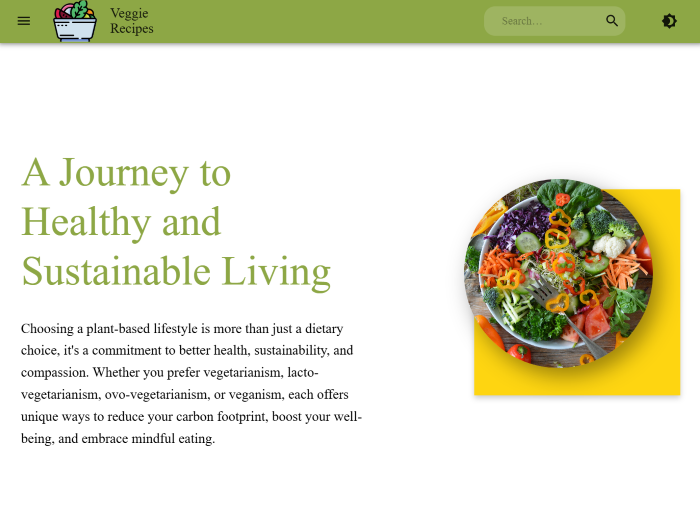 Veggie
Recipes
Search...
A Journey to
Healthy and
Sustainable Living
Choosing a plant-based lifestyle is more than just a dietary
choice, it's a commitment to better health, sustainability, and
compassion. Whether you prefer vegetarianism, lacto-
vegetarianism, ovo-vegetarianism, or veganism, each offers
unique ways to reduce your carbon footprint, boost your well-
being, and embrace mindful eating.